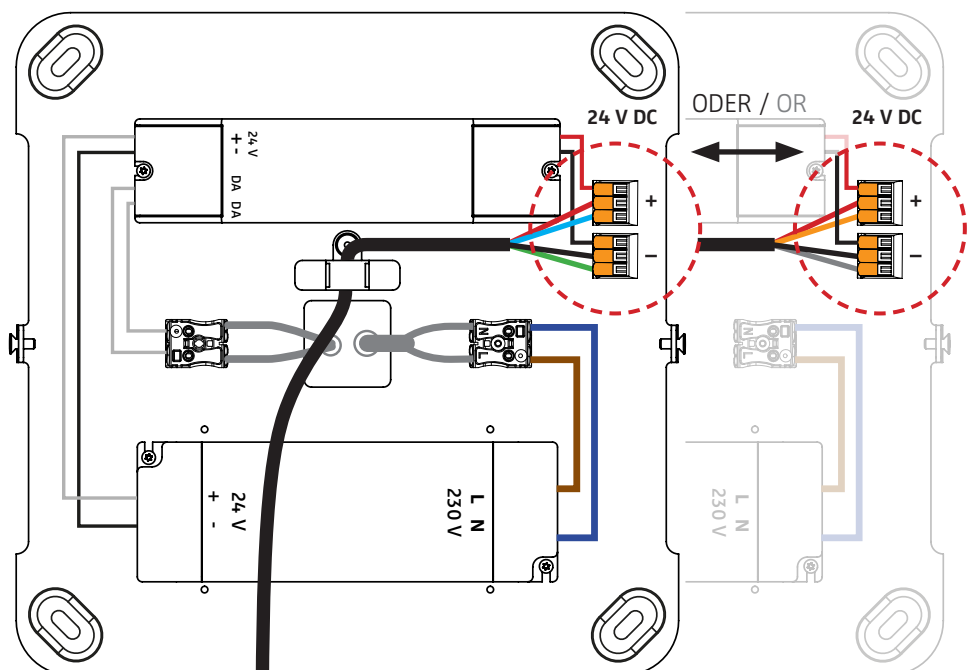 ODER / OR
24 V DC
24 V DC
24 V
+ -
DA DA
+
−
+
−
N
L
N
L
24 V
+ -
L N
230 V
L N
230 V